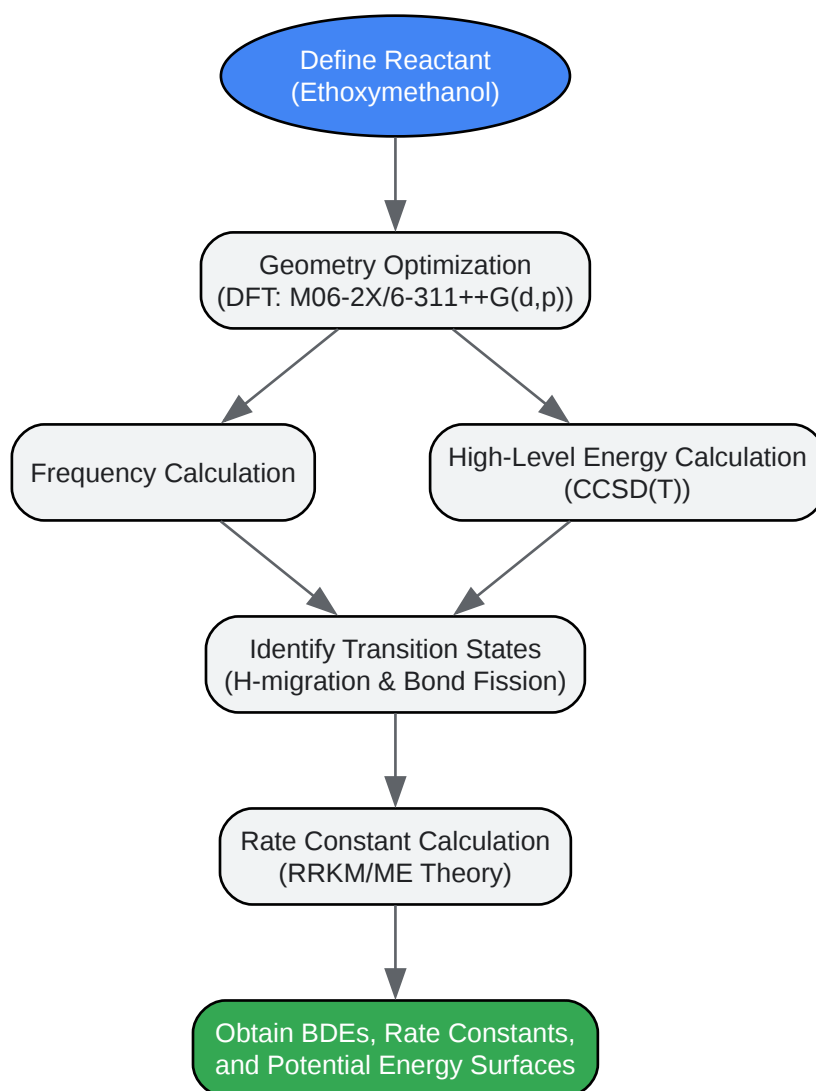 Define Reactant
(Ethoxymethanol)
Geometry Optimization
(DFT: M06-2X/6-311++G(d,p))
Frequency Calculation
High-Level Energy Calculation
(CCSD(T))
Identify Transition States
(H-migration & Bond Fission)
Rate Constant Calculation
(RRKM/ME Theory)
Obtain BDEs, Rate Constants,
and Potential Energy Surfaces